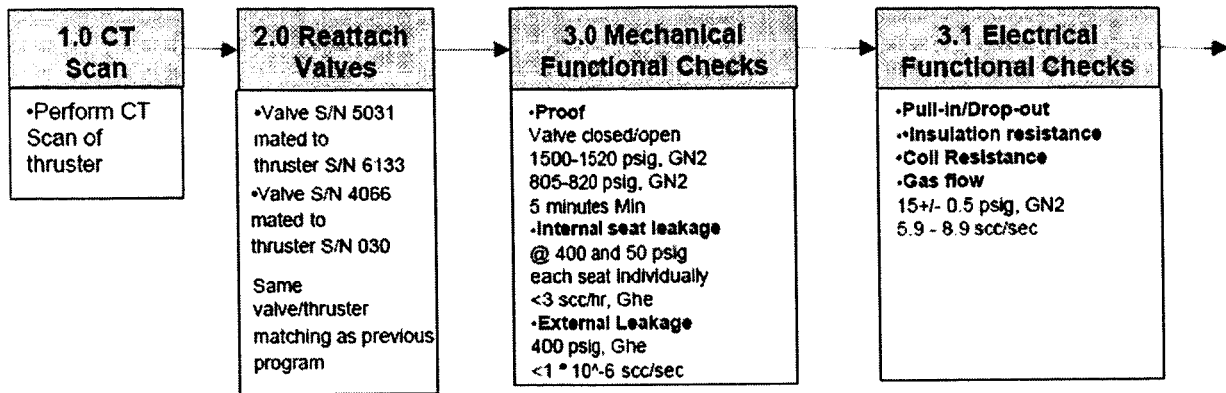 1.0 CT
Scan
•Perform CT
Scan of
thruster
2.0 Reattach
Valves
•Valve S/N 5031
mated to
thruster S/N 6133
•Valve S/N 4066
mated to
thruster S/N 030
Same
valve/thruster
matching as previous
program
3.0 Mechanical
Functional Checks
•Proof
Valve closed/open
1500-1520 psig, GN2
805-820 psig, GN2
5 minutes Min
•Internal seat leakage
@ 400 and 50 psig
each seat individually
<3 scc/hr, Ghe
•External Leakage
400 psig, Ghe
<1 * 10^-6 scc/sec
3.1 Electrical
Functional Checks
•Pull-in/Drop-out
••Insulation resistance
•Coil Resistance
•Gas flow
15+/- 0.5 psig, GN2
5.9 - 8.9 scc/sec